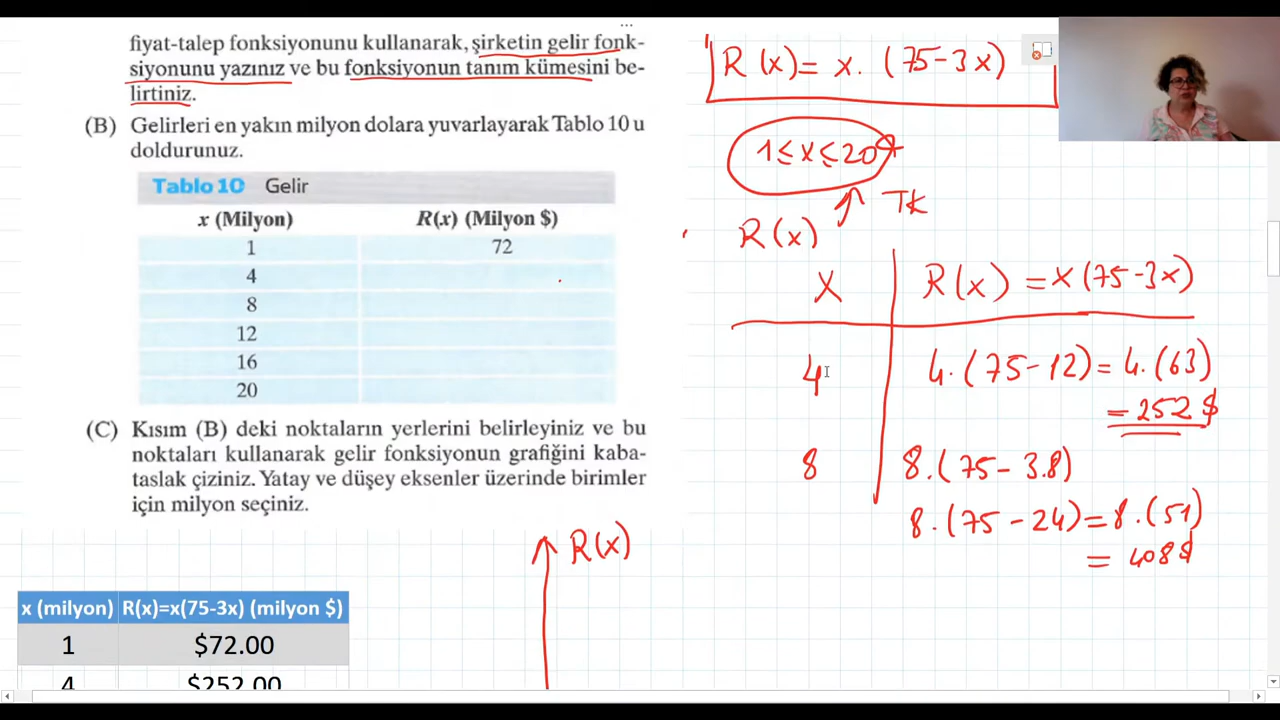 fiyat-talep fonksiyonunu kullanarak, şirketin gelir fonk-
siyonunu yazınız ve bu fonksiyonun tanım kümesini be-
lirtiniz.
(B) Gelirleri en yakın milyon dolara yuvarlayarak Tablo 10 u
doldurunuz.
Tablo 10 Gelir
x (Milyon) R(x) (Milyon $)
1 72
4
8
12
16
20
(C) Kısım (B) deki noktaların yerlerini belirleyiniz ve bu
noktaları kullanarak gelir fonksiyonun grafiğini kaba-
taslak çiziniz. Yatay ve düşey eksenler üzerinde birimler
için milyon seçiniz.
x (milyon) R(x)=x(75-3x) (milyon $)
1 $72.00
4 $252.00
R(x)
R(x)= x. (75-3x)
1≤x≤20
TK
R(x)
x R(x)=x(75-3x)
4 4.(75-12)=4.(63)
=252 $
8 8.(75-3.8)
8.(75-24)=8.(51)
= 408$